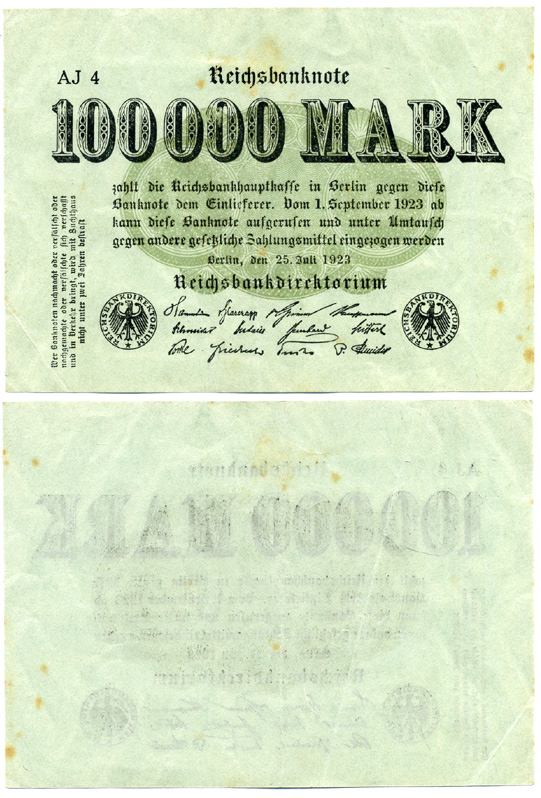 AJ 4
Reichsbanknote
100000 MARK
zahlt die Reichsbankhauptkasse in Berlin gegen diese
Banknote dem Einlieferer. Vom 1. September 1923 ab
kann diese Banknote aufgerufen und unter Umtausch
gegen andere gesetzliche Zahlungsmittel eingezogen werden
Berlin, den 25. Juli 1923
Reichsbankdirektorium
Wer Banknoten nachmacht oder verfälscht oder
nachgemachte oder verfälschte sich verschafft
und in Verkehr bringt, wird mit Zuchthaus
nicht unter zwei Jahren bestraft
REICHSBANKDIREKTORIUM
REICHSBANKDIREKTORIUM